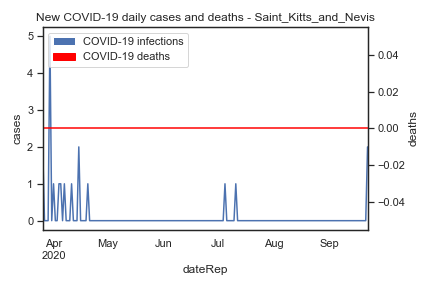 New COVID-19 daily cases and deaths - Saint_Kitts_and_Nevis
COVID-19 infections
COVID-19 deaths
5
4
3
2
1
0
cases
0.04
0.02
0.00
−0.02
−0.04
deaths
Apr May Jun Jul Aug Sep
2020
dateRep